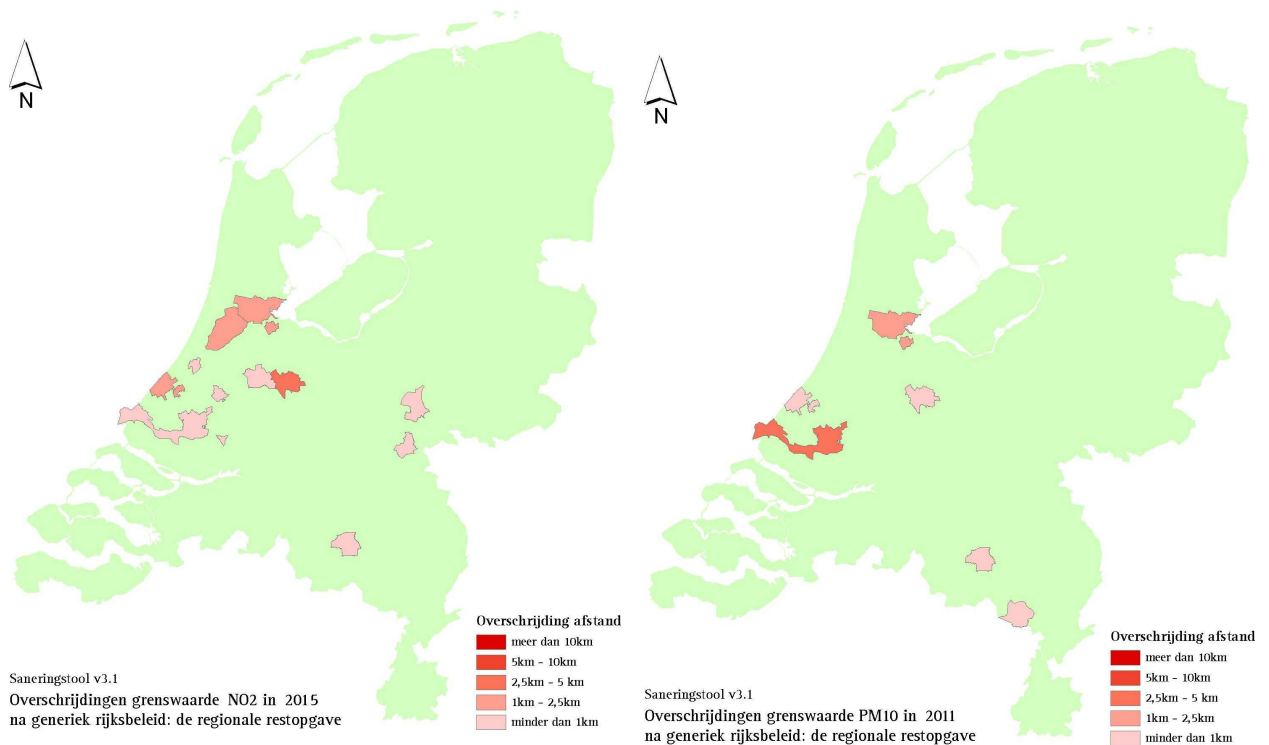 N
Overschrijding afstand
meer dan 10km
5km - 10km
2,5km - 5 km
1km - 2,5km
minder dan 1km
Saneringstool v3.1
Overschrijdingen grenswaarde NO2 in 2015
na generiek rijksbeleid: de regionale restopgave
N
Overschrijding afstand
meer dan 10km
5km - 10km
2,5km - 5 km
1km - 2,5km
minder dan 1km
Saneringstool v3.1
Overschrijdingen grenswaarde PM10 in 2011
na generiek rijksbeleid: de regionale restopgave